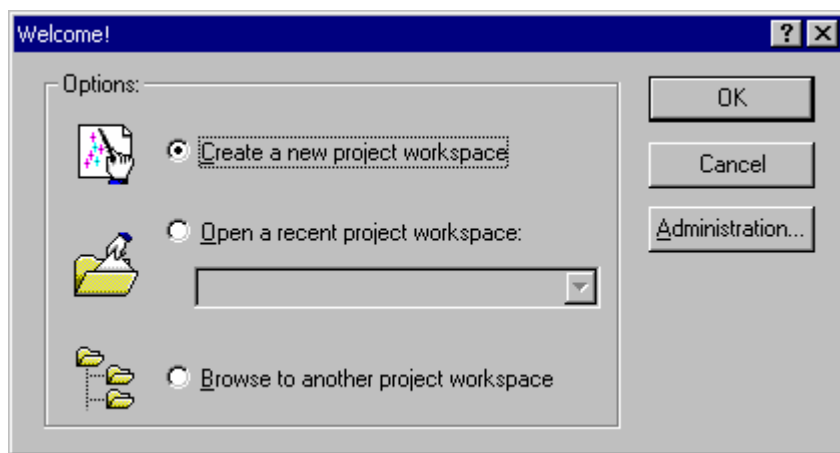 Welcome!
Options:
Create a new project workspace
Open a recent project workspace:
Browse to another project workspace
OK
Cancel
Administration...